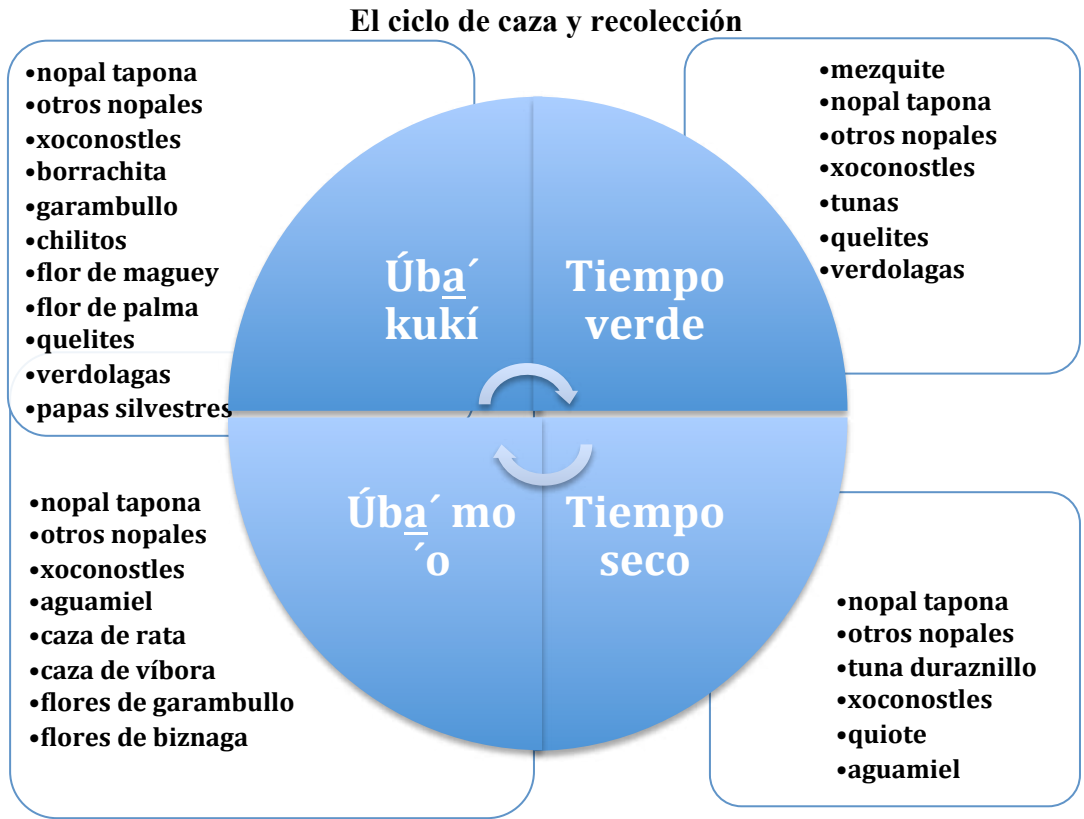 El ciclo de caza y recolección
•nopal tapona
•otros nopales
•xoconostles
•borrachita
•garambullo
•chilitos
•flor de maguey
•flor de palma
•quelites
•verdolagas
•papas silvestres
•mezquite
•nopal tapona
•otros nopales
•xoconostles
•tunas
•quelites
•verdolagas
Úba̲´
kukí
Tiempo
verde
Úba̲´ mo
´o
Tiempo
seco
•nopal tapona
•otros nopales
•xoconostles
•aguamiel
•caza de rata
•caza de víbora
•flores de garambullo
•flores de biznaga
•nopal tapona
•otros nopales
•tuna duraznillo
•xoconostles
•quiote
•aguamiel